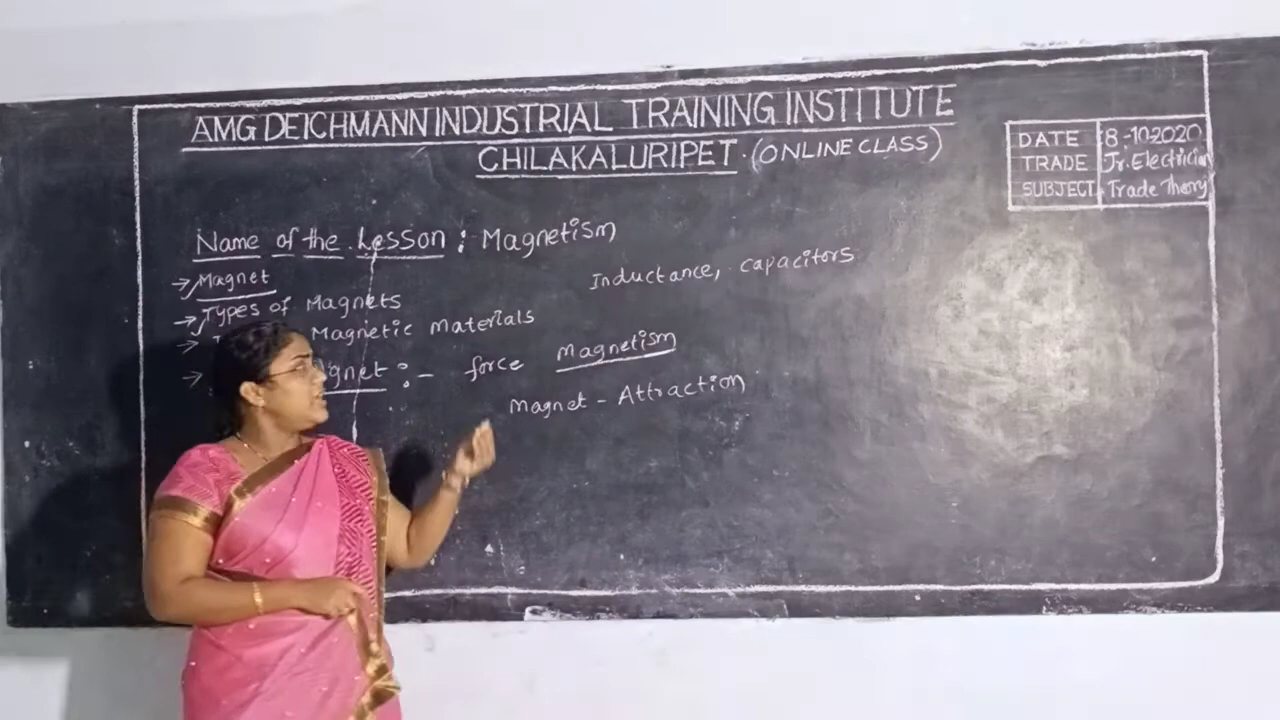 AMG DEICHMANN INDUSTRIAL TRAINING INSTITUTE
CHILAKALURIPET. (ONLINE CLASS)
DATE : 8-10-2020
TRADE : Jr. Electrician
SUBJECT : Trade Theory
Name of the Lesson : Magnetism
→ Magnet
Inductance, capacitors
→ Types of Magnets
→ Magnetic Materials
→ :- force Magnetism
Magnet - Attraction